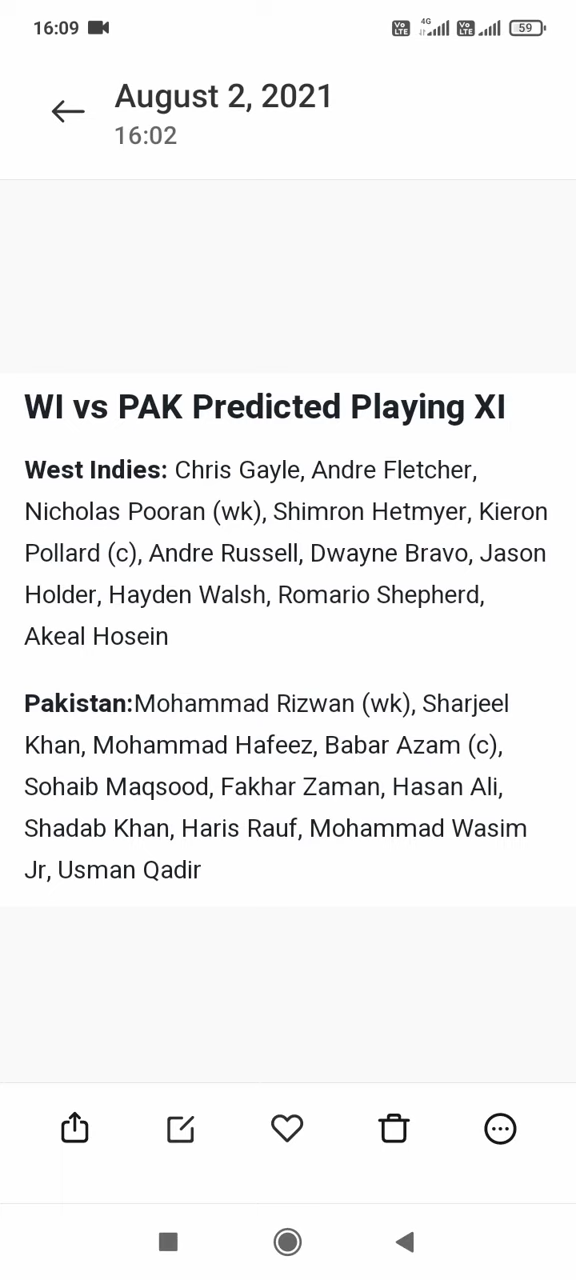 16:09
4G
59
August 2, 2021
16:02
WI vs PAK Predicted Playing XI
West Indies: Chris Gayle, Andre Fletcher,
Nicholas Pooran (wk), Shimron Hetmyer, Kieron
Pollard (c), Andre Russell, Dwayne Bravo, Jason
Holder, Hayden Walsh, Romario Shepherd,
Akeal Hosein
Pakistan:Mohammad Rizwan (wk), Sharjeel
Khan, Mohammad Hafeez, Babar Azam (c),
Sohaib Maqsood, Fakhar Zaman, Hasan Ali,
Shadab Khan, Haris Rauf, Mohammad Wasim
Jr, Usman Qadir